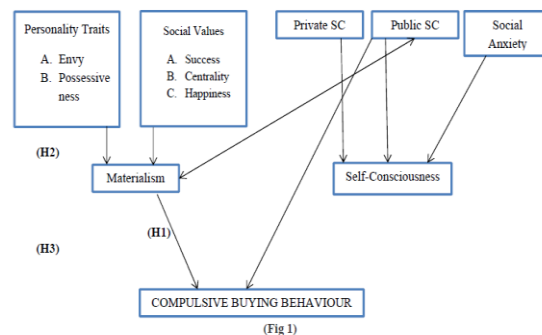 Personality Traits
A. Envy
B. Possessive
ness
Social Values
A. Success
B. Centrality
C. Happiness
Private SC
Public SC
Social
Anxiety
(H2)
Materialism
Self-Consciousness
(H1)
(H3)
COMPULSIVE BUYING BEHAVIOUR
(Fig 1)